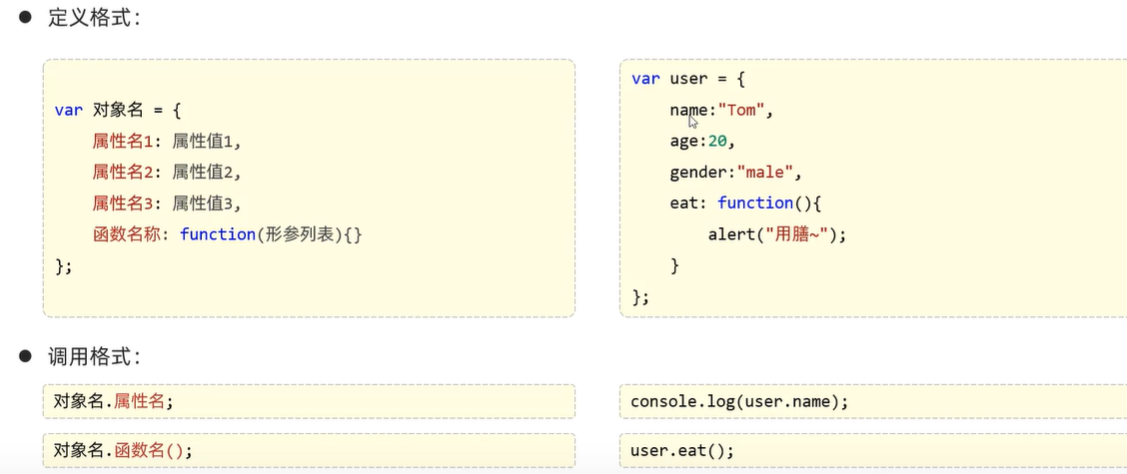 定义格式：
var 对象名 = {
属性名1: 属性值1,
属性名2: 属性值2,
属性名3: 属性值3,
函数名称: function(形参列表){}
};
var user = {
name:"Tom",
age:20,
gender:"male",
eat: function(){
alert("用膳~");
}
};
调用格式：
对象名.属性名;
console.log(user.name);
对象名.函数名();
user.eat();